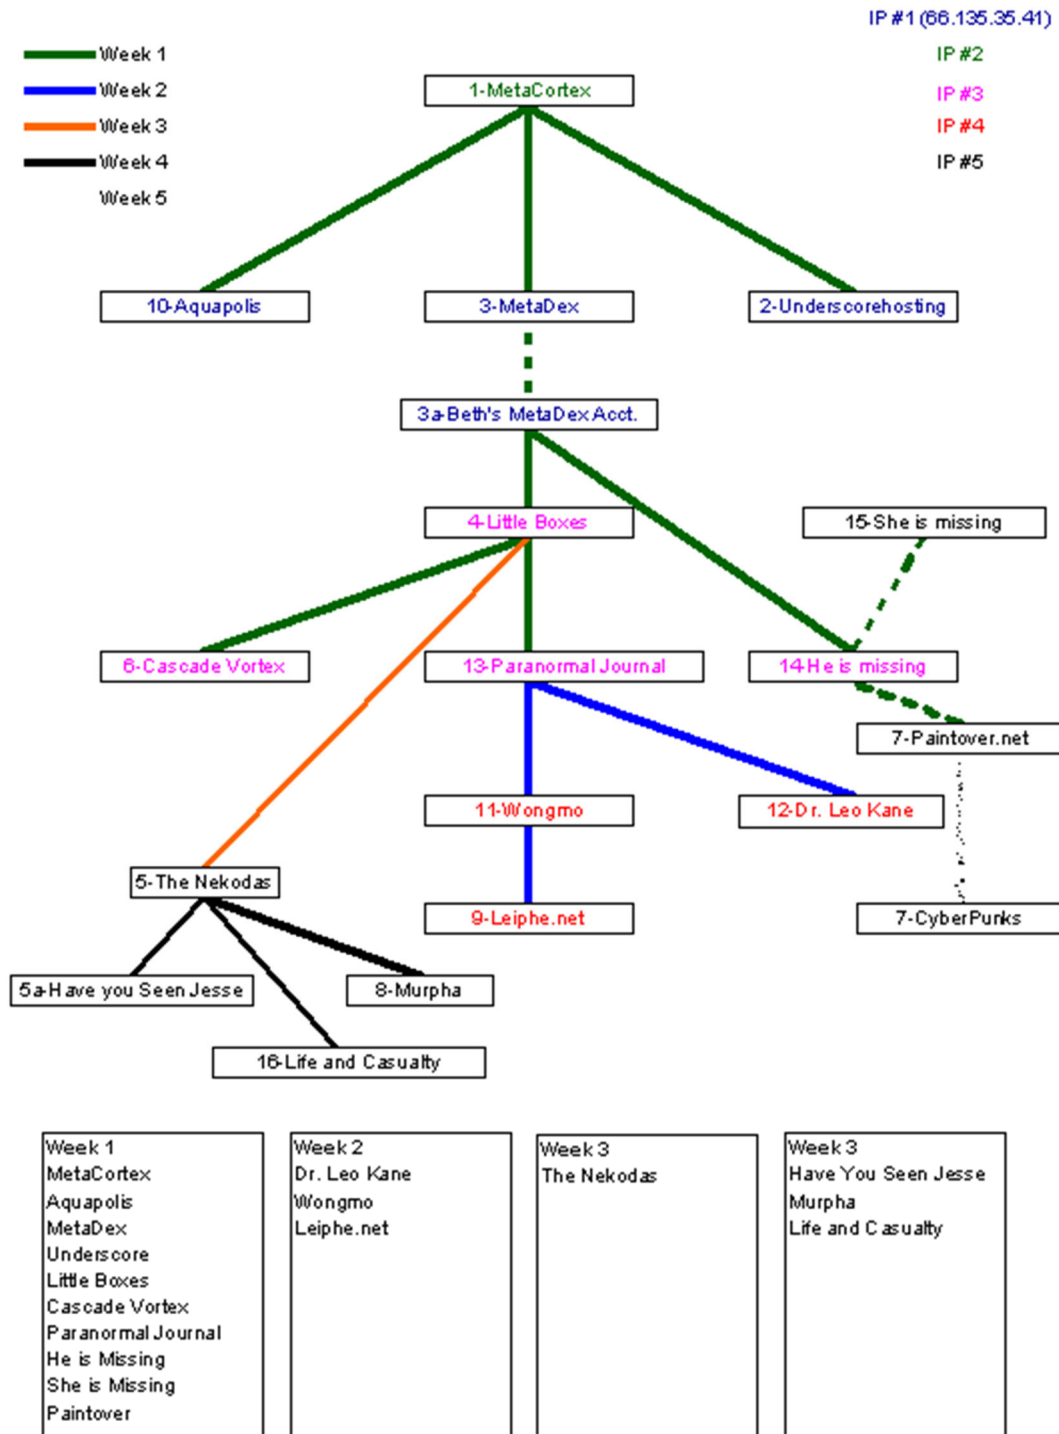 IP #1 (66.135.35.41)
Week 1
IP #2
Week 2
1-MetaCortex
IP #3
Week 3
IP #4
Week 4
IP #5
Week 5
10-Aquapolis
3-MetaDex
2-Underscorehosting
3a-Beth's MetaDex Acct.
4-Little Boxes
15-She is missing
6-Cascade Vortex
13-Paranormal Journal
14-He is missing
7-Paintover.net
11-Wongmo
12-Dr. Leo Kane
5-The Nekodas
9-Leiphe.net
7-CyberPunks
5a-Have you Seen Jesse
8-Murpha
16-Life and Casualty
Week 1
MetaCortex
Aquapolis
MetaDex
Underscore
Little Boxes
Cascade Vortex
Paranormal Journal
He is Missing
She is Missing
Paintover
Week 2
Dr. Leo Kane
Wongmo
Leiphe.net
Week 3
The Nekodas
Week 3
Have You Seen Jesse
Murpha
Life and Casualty